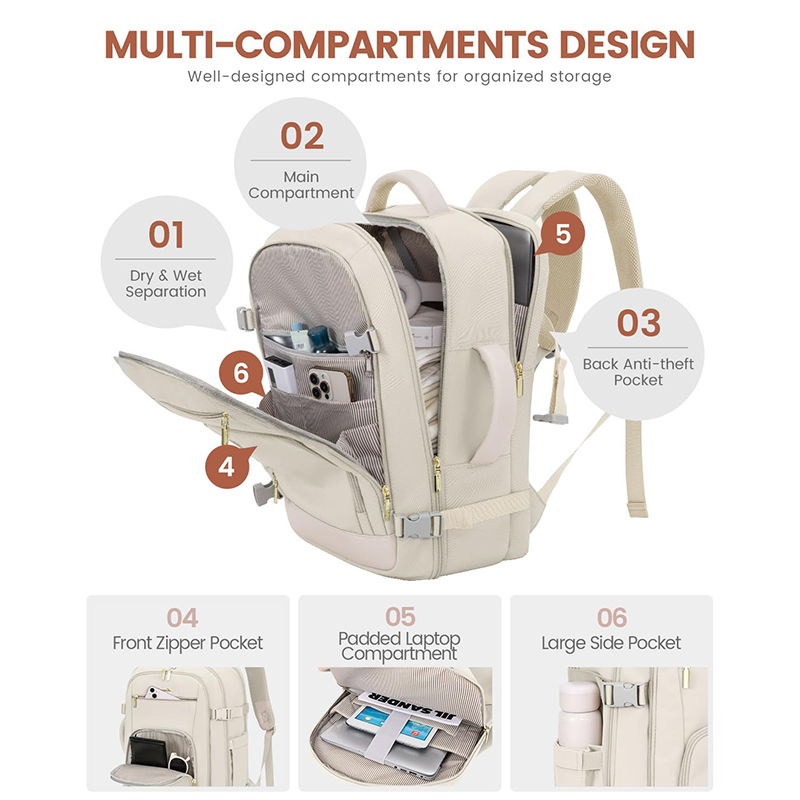 MULTI-COMPARTMENTS DESIGN
Well-designed compartments for organized storage
02
Main
Compartment
01
Dry & Wet
Separation
5
03
Back Anti-theft
Pocket
6
4
04
Front Zipper Pocket
05
Padded Laptop
Compartment
JIL SANDER
06
Large Side Pocket